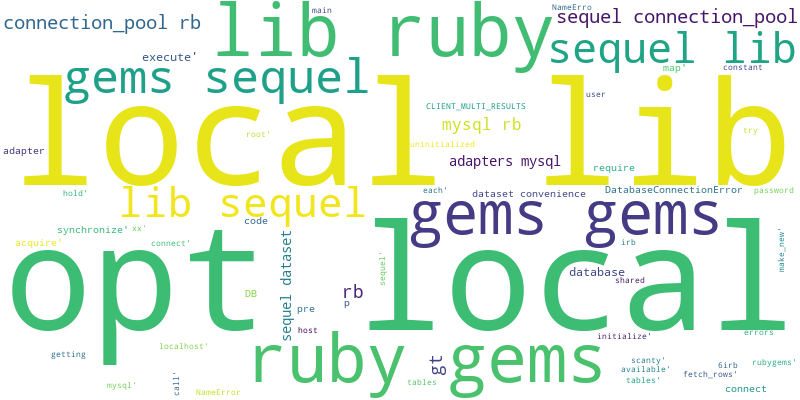 main
NameErro
connection_pool rb
lib ruby
sequel connection_pool
execute'
gems sequel
sequel lib
map'
constant
local lib
user
CLIENT_MULTI_RESULTS
mysql rb
root'
try
uninitialized
adapter
adapters mysql
require
hold'
each'
dataset convenience
DatabaseConnectionError
password
lib sequel
gems gems
code
synchronize'
xx'
acquire'
connect'
irb
make_new'
opt local
sequel dataset
sequel'
database
shared
DB
pre
rb
p
host
initialize'
errors
getting
localhost'
ruby gems
gt
scanty'
6irb
rubygems'
available'
fetch_rows'
tables'
mysql'
call'
NameError
tables
connect